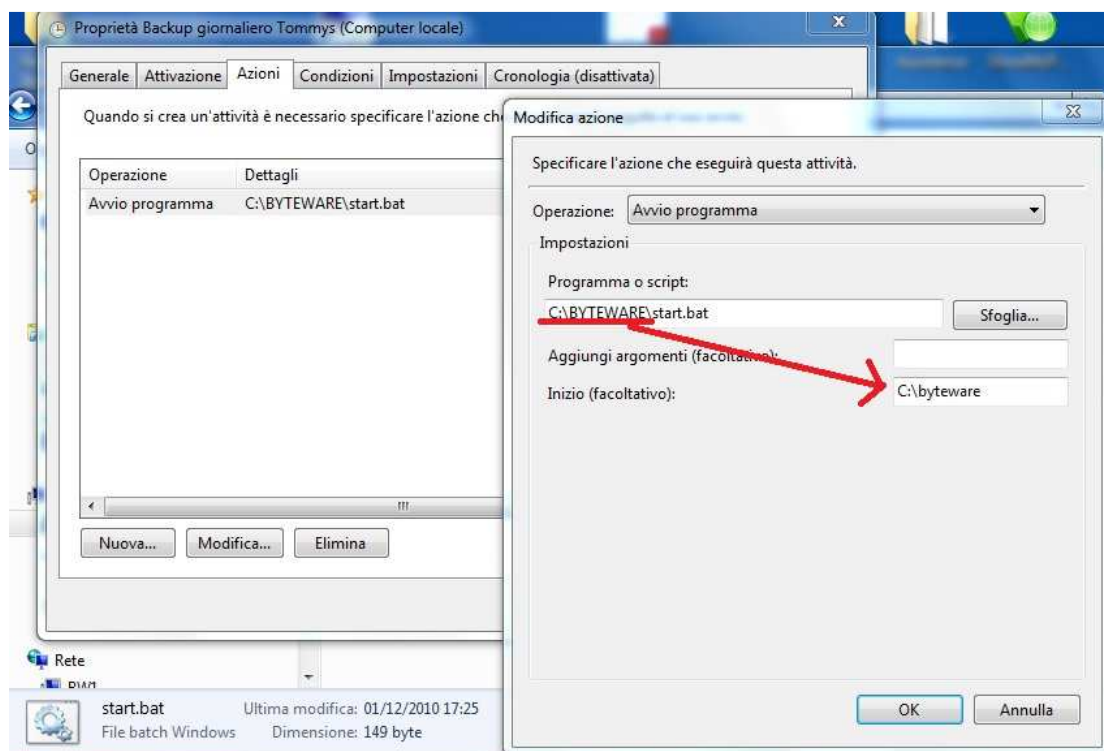 Proprietà Backup giornaliero Tommys (Computer locale)
Generale Attivazione Azioni Condizioni Impostazioni Cronologia (disattivata)
Quando si crea un'attività è necessario specificare l'azione
Operazione Dettagli
Avvio programma C:\BYTEWARE\start.bat
Nuova... Modifica... Elimina
Modifica azione
Specificare l'azione che eseguirà questa attività.
Operazione: Avvio programma
Impostazioni
Programma o script:
C:\BYTEWARE\start.bat Sfoglia...
Aggiungi argomenti (facoltativo):
Inizio (facoltativo): C:\byteware
OK Annulla
Rete
start.bat Ultima modifica: 01/12/2010 17:25
File batch Windows Dimensione: 149 byte